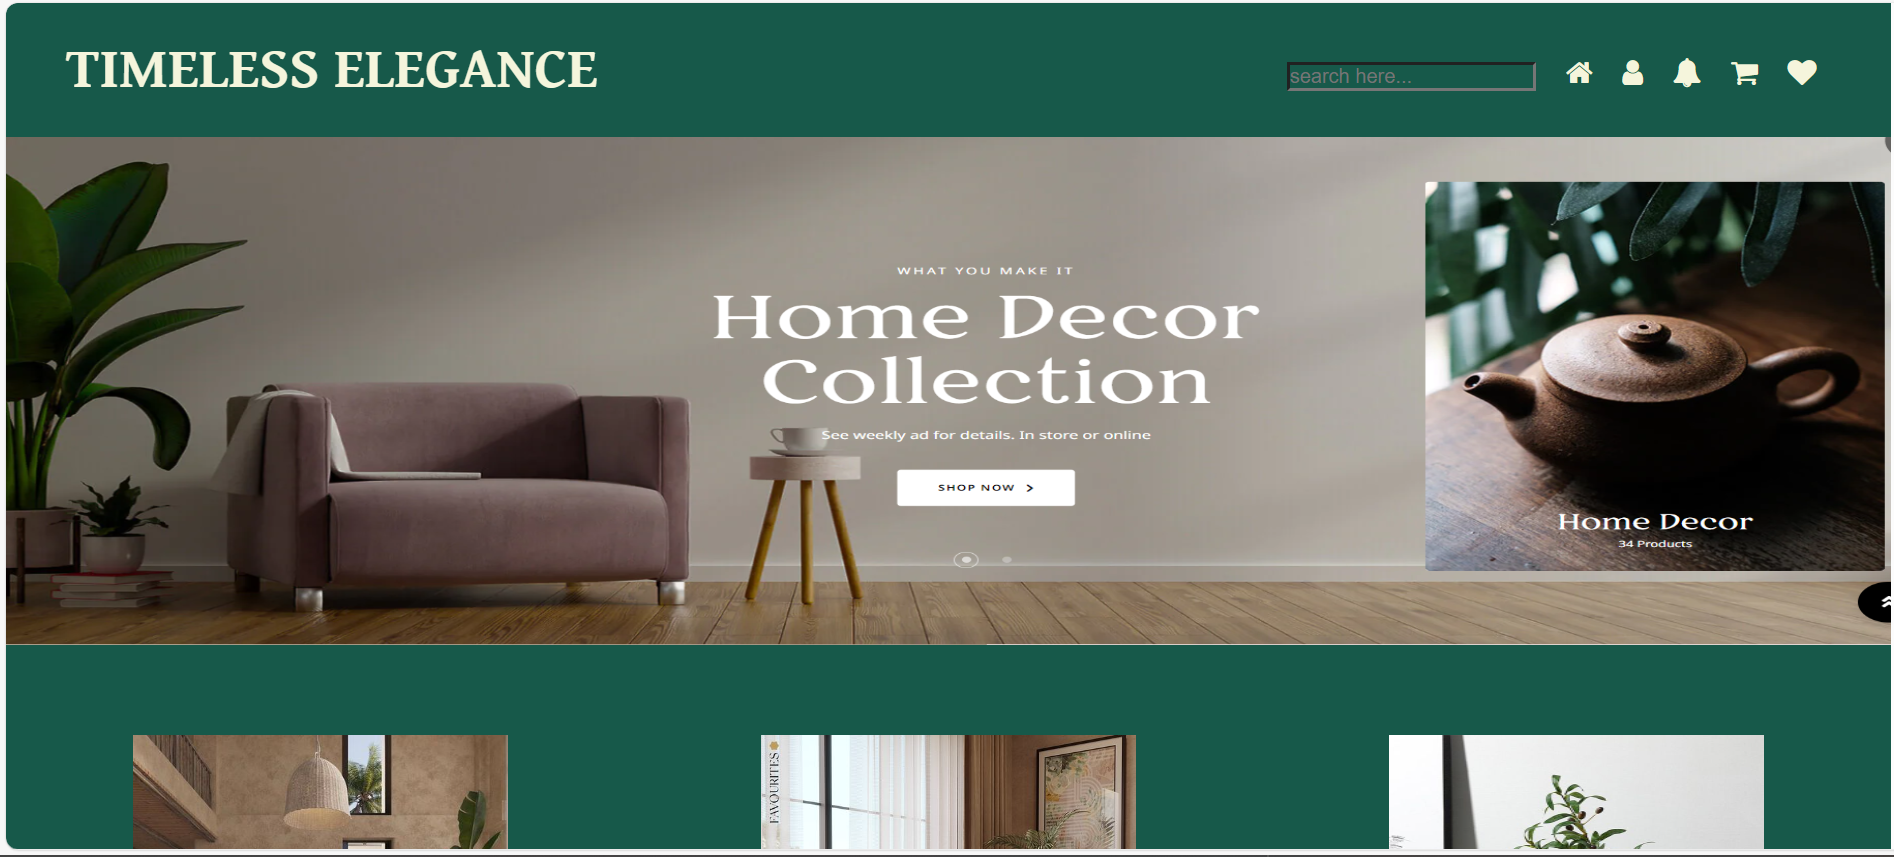 TIMELESS ELEGANCE
search here...
WHAT YOU MAKE IT
Home Decor
Collection
See weekly ad for details. In store or online
SHOP NOW
Home Decor
34 Products
FAVOURITES